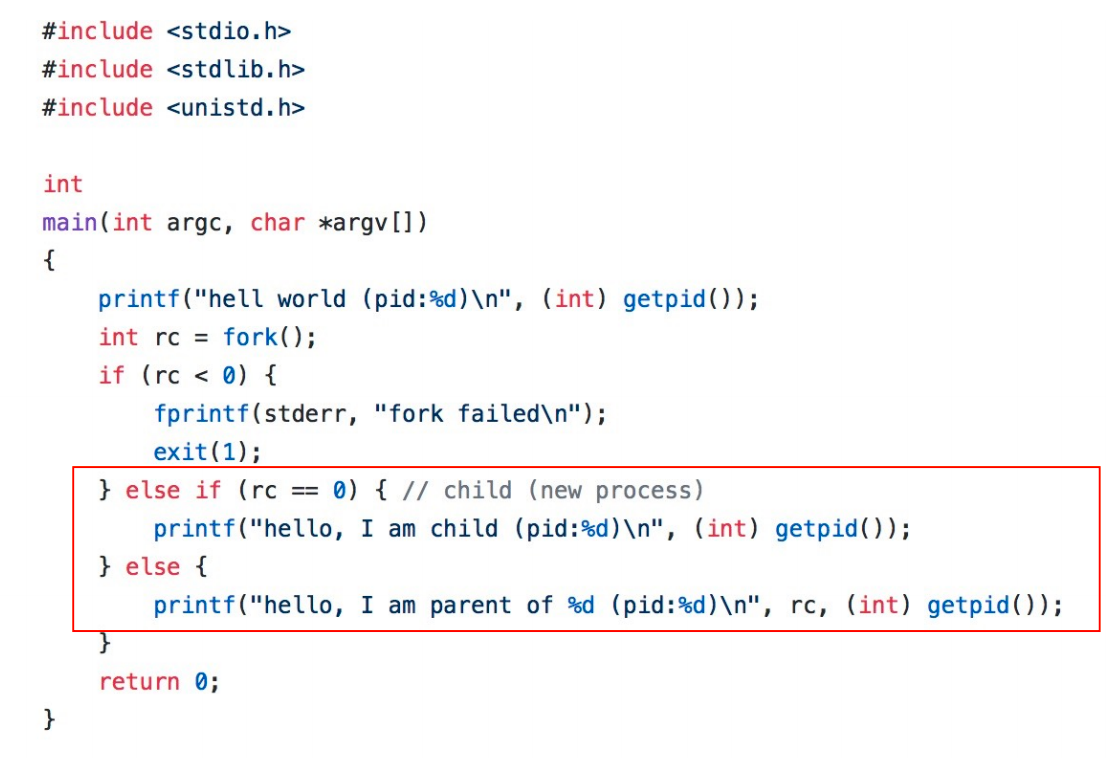 #include <stdio.h>
#include <stdlib.h>
#include <unistd.h>
int
main(int argc, char *argv[])
{
printf("hell world (pid:%d)\n", (int) getpid());
int rc = fork();
if (rc < 0) {
fprintf(stderr, "fork failed\n");
exit(1);
} else if (rc == 0) { // child (new process)
printf("hello, I am child (pid:%d)\n", (int) getpid());
} else {
printf("hello, I am parent of %d (pid:%d)\n", rc, (int) getpid());
}
return 0;
}